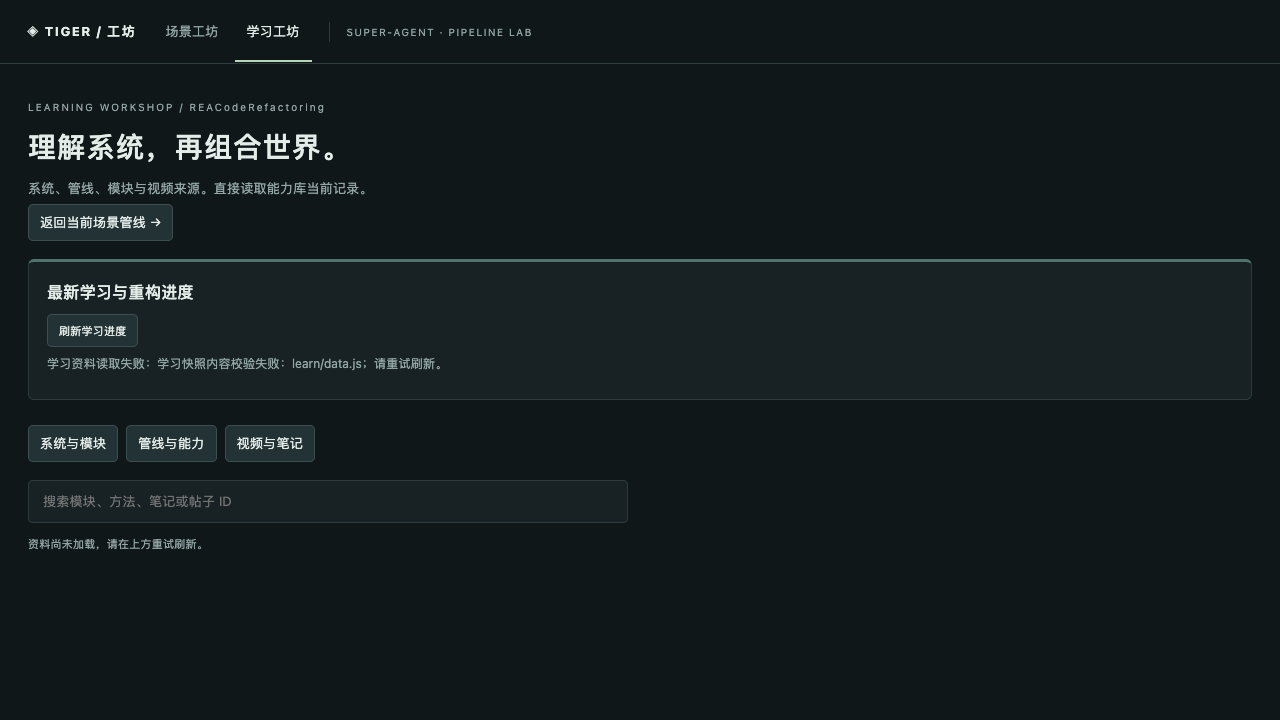 ◈ TIGER / 工坊 场景工坊 学习工坊 SUPER-AGENT · PIPELINE LAB
LEARNING WORKSHOP / REACodeRefactoring
理解系统，再组合世界。
系统、管线、模块与视频来源。直接读取能力库当前记录。
返回当前场景管线 →
最新学习与重构进度
刷新学习进度
学习资料读取失败：学习快照内容校验失败：learn/data.js；请重试刷新。
系统与模块 管线与能力 视频与笔记
搜索模块、方法、笔记或帖子 ID
资料尚未加载，请在上方重试刷新。